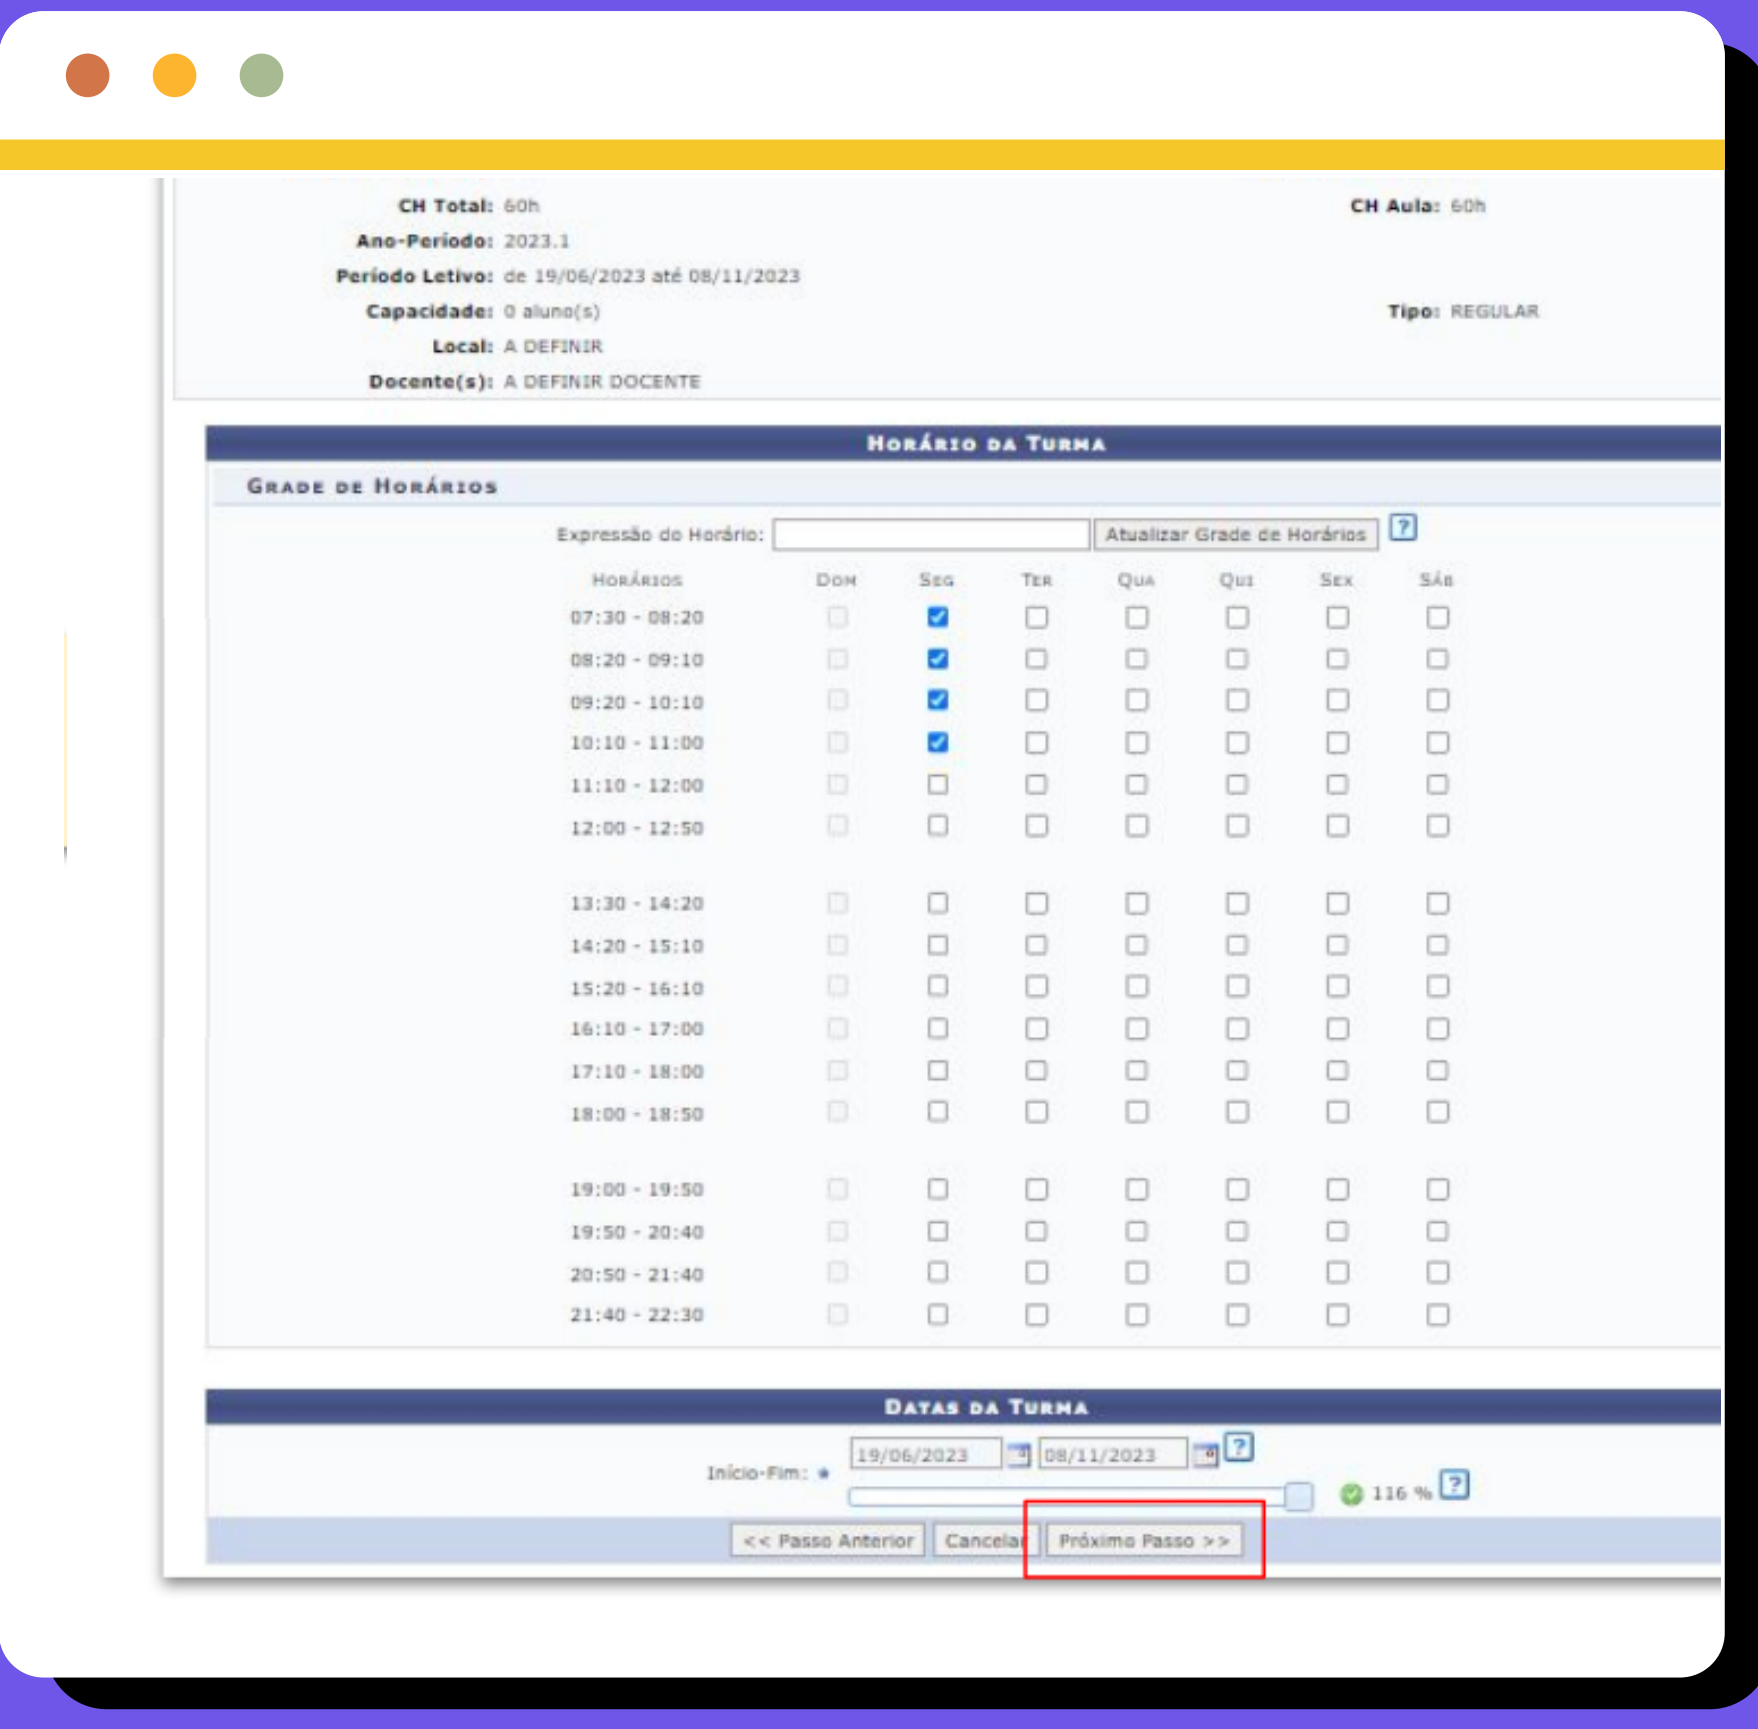 CH Total: 60h CH Aula: 60h
Ano-Período: 2023.1
Período Letivo: de 19/06/2023 até 08/11/2023
Capacidade: 0 aluno(s) Tipo: REGULAR
Local: A DEFINIR
Docente(s): A DEFINIR DOCENTE
HORÁRIO DA TURMA
GRADE DE HORÁRIOS
Expressão do Horário: Atualizar Grade de Horários ?
HORÁRIOS DOM SEG TER QUA QUI SEX SÁB
07:30 - 08:20
08:20 - 09:10
09:20 - 10:10
10:10 - 11:00
11:10 - 12:00
12:00 - 12:50
13:30 - 14:20
14:20 - 15:10
15:20 - 16:10
16:10 - 17:00
17:10 - 18:00
18:00 - 18:50
19:00 - 19:50
19:50 - 20:40
20:50 - 21:40
21:40 - 22:30
DATAS DA TURMA
Início-Fim: 19/06/2023 08/11/2023 ?
116 % ?
<< Passo Anterior Cancelar Próximo Passo >>